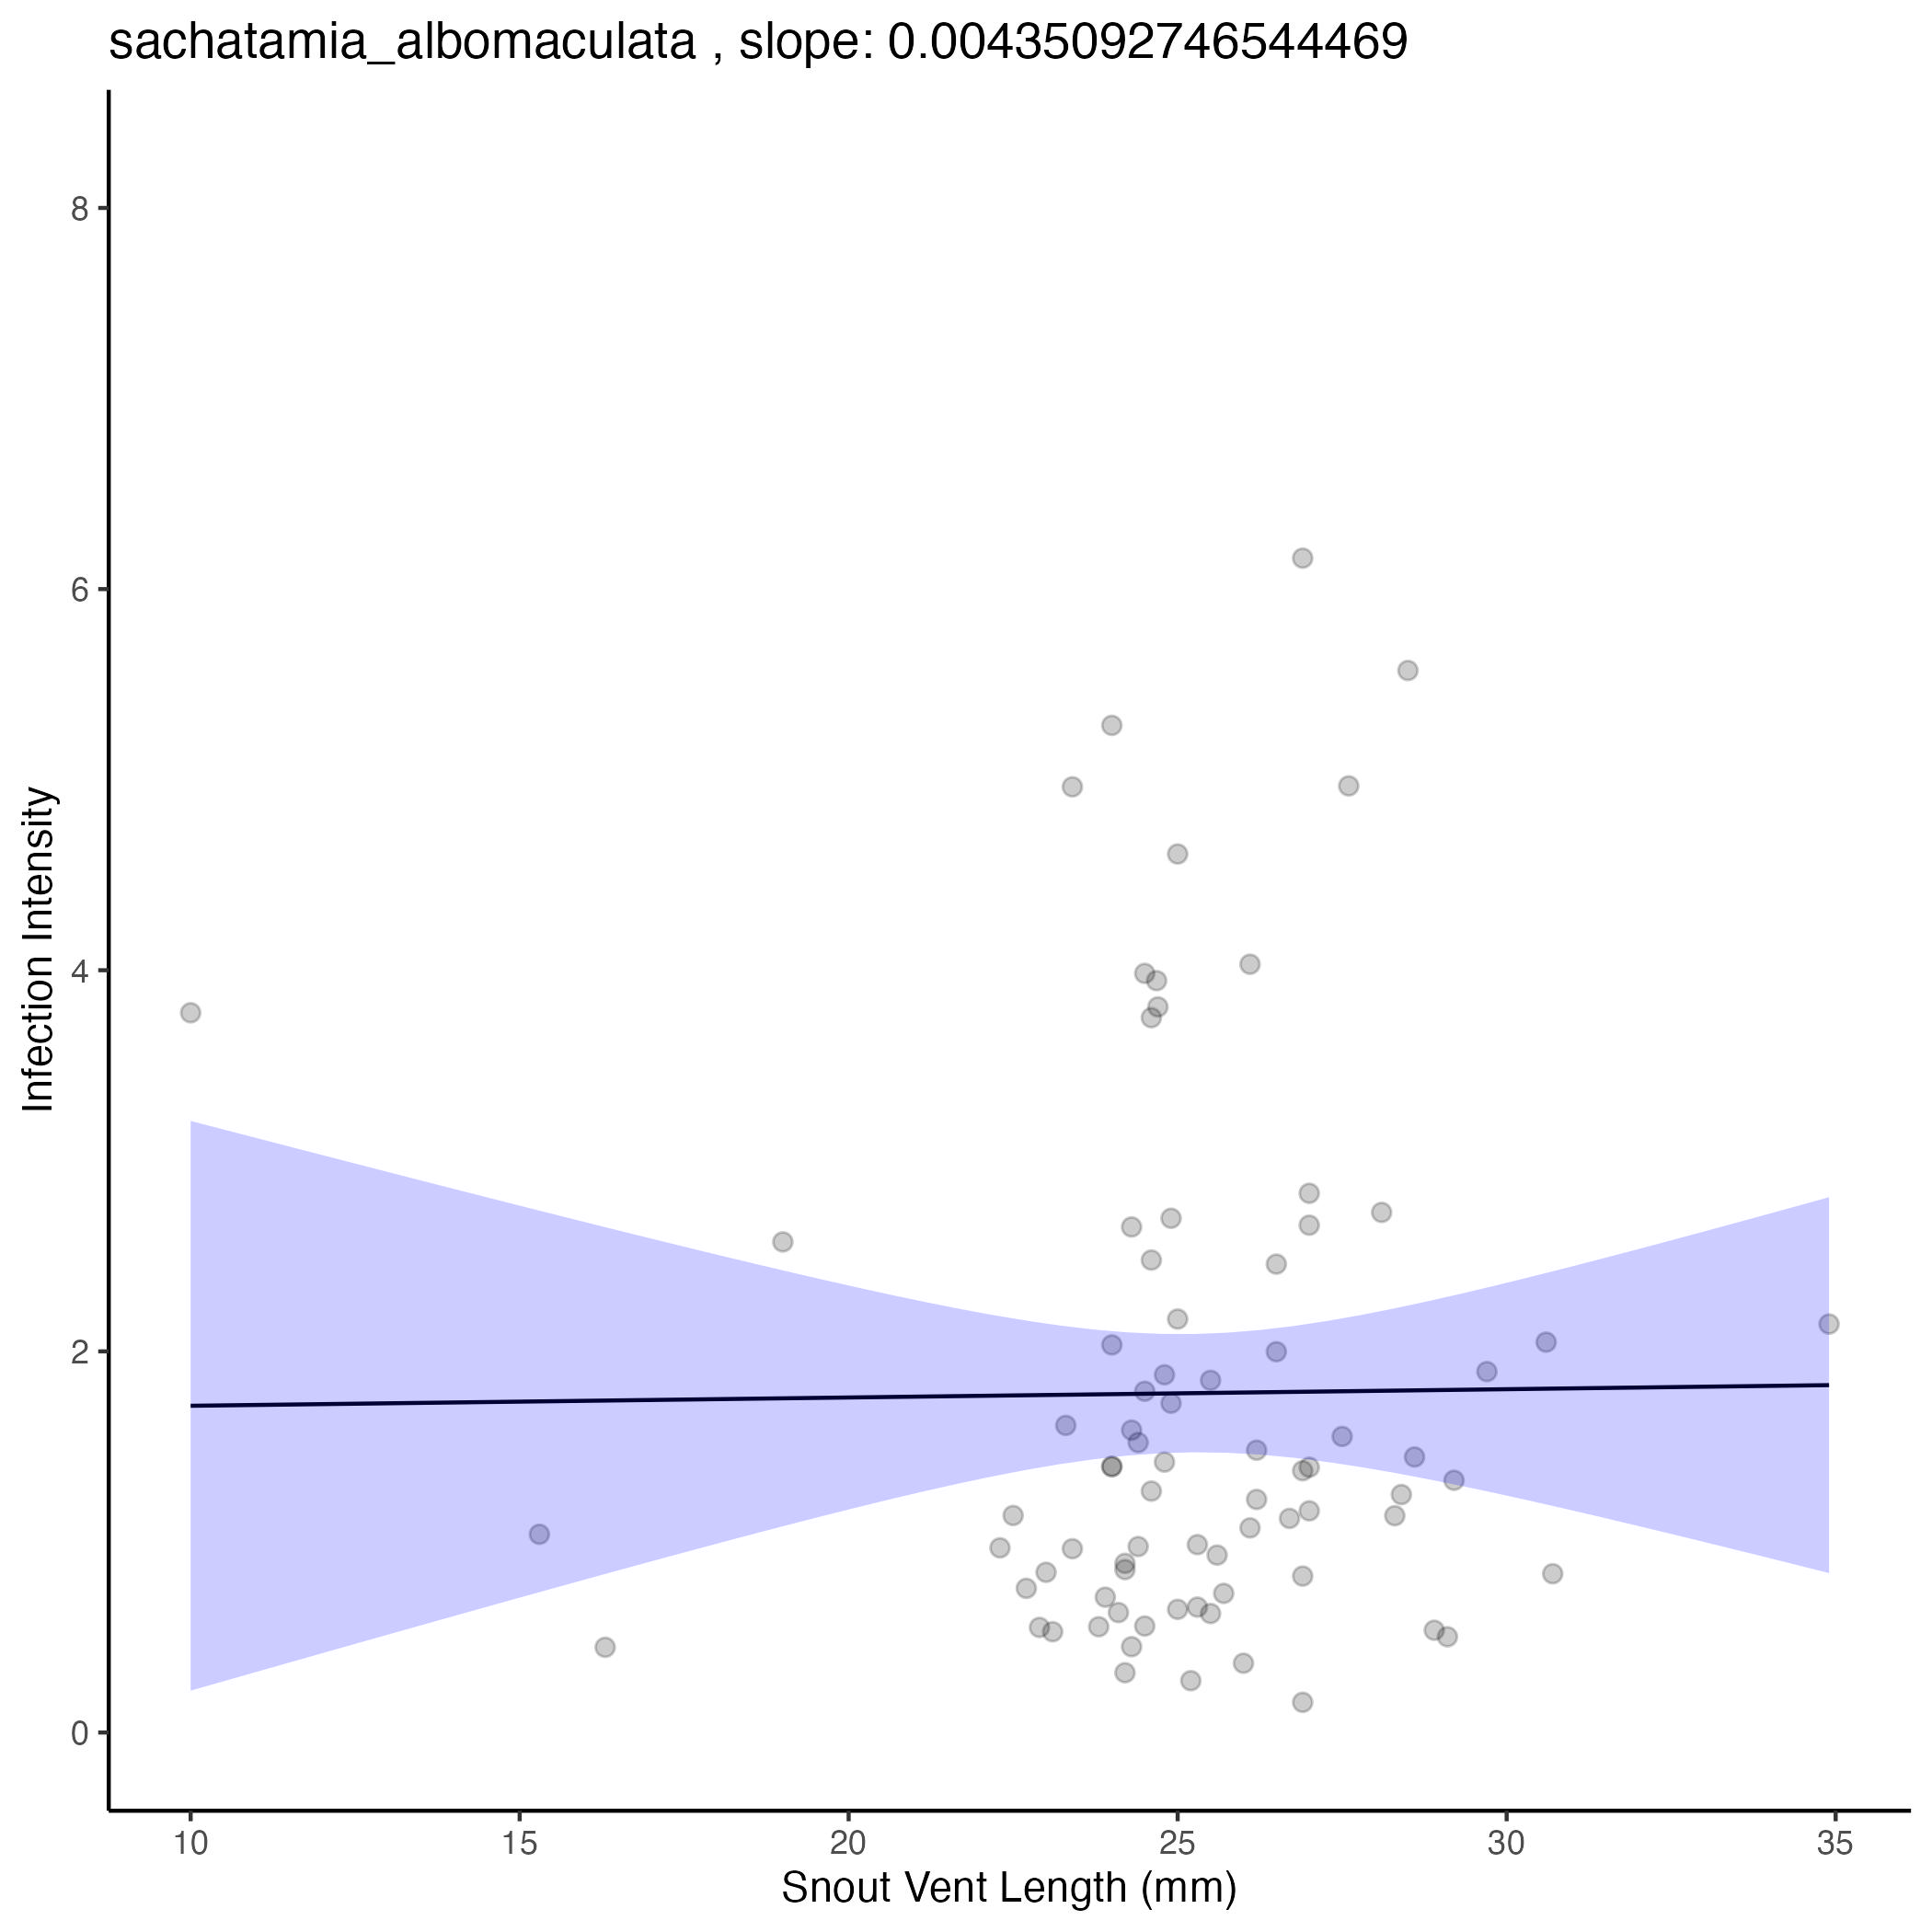 sachatamia_albomaculata , slope: 0.00435092746544469
Infection Intensity
8
6
4
2
0
10 15 20 25 30 35
Snout Vent Length (mm)